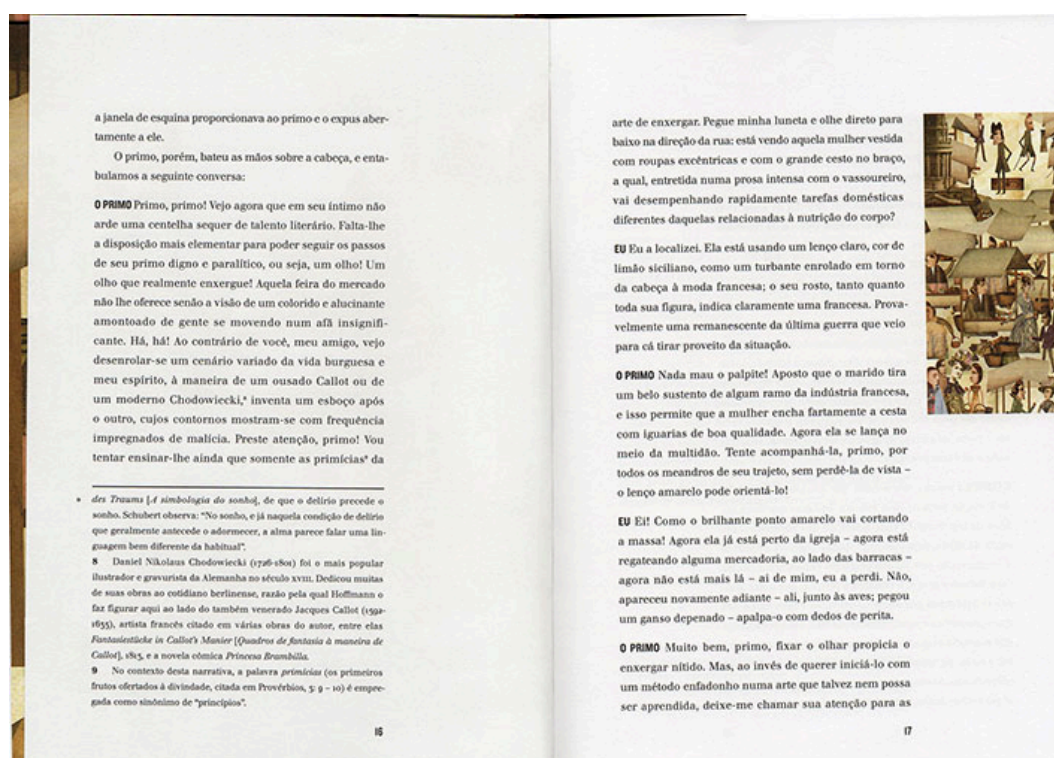 a janela de esquina proporcionava ao primo e o expus aber-
tamente a ele.
O primo, porém, bateu as mãos sobre a cabeça, e enta-
bulamos a seguinte conversa:
O PRIMO Primo, primo! Vejo agora que em seu íntimo não
arde uma centelha sequer de talento literário. Falta-lhe
a disposição mais elementar para poder seguir os passos
de seu primo digno e paralítico, ou seja, um olho! Um
olho que realmente enxergue! Aquela feira do mercado
não lhe oferece senão a visão de um colorido e alucinante
amontoado de gente se movendo num afã insignifi-
cante. Há, há! Ao contrário de você, meu amigo, vejo
desenrolar-se um cenário variado da vida burguesa e
meu espírito, à maneira de um ousado Callot ou de
um moderno Chodowiecki,⁸ inventa um esboço após
o outro, cujos contornos mostram-se com frequência
impregnados de malícia. Preste atenção, primo! Vou
tentar ensinar-lhe ainda que somente as primícias⁹ da
des Traums [A simbologia do sonho], de que o delírio precede o
sonho. Schubert observa: “No sonho, e já naquela condição de delírio
que geralmente antecede o adormecer, a alma parece falar uma lin-
guagem bem diferente da habitual”.
8 Daniel Nikolaus Chodowiecki (1726-1801) foi o mais popular
ilustrador e gravurista da Alemanha no século XVIII. Dedicou muitas
de suas obras ao cotidiano berlinense, razão pela qual Hoffmann o
faz figurar aqui ao lado do também venerado Jacques Callot (1592-
1635), artista francês citado em várias obras do autor, entre elas
Fantasiestücke in Callot's Manier [Quadros de fantasia à maneira de
Callot], 1815, e a novela cômica Princesa Brambilla.
9 No contexto desta narrativa, a palavra primícias (os primeiros
frutos ofertados à divindade, citada em Provérbios, 3: 9 – 10) é empre-
gada como sinônimo de “princípios”.
16
arte de enxergar. Pegue minha luneta e olhe direto para
baixo na direção da rua: está vendo aquela mulher vestida
com roupas excêntricas e com o grande cesto no braço,
a qual, entretida numa prosa intensa com o vassoureiro,
vai desempenhando rapidamente tarefas domésticas
diferentes daquelas relacionadas à nutrição do corpo?
EU Eu a localizei. Ela está usando um lenço claro, cor de
limão siciliano, como um turbante enrolado em torno
da cabeça à moda francesa; o seu rosto, tanto quanto
toda sua figura, indica claramente uma francesa. Prova-
velmente uma remanescente da última guerra que veio
para cá tirar proveito da situação.
O PRIMO Nada mau o palpite! Aposto que o marido tira
um belo sustento de algum ramo da indústria francesa,
e isso permite que a mulher encha fartamente a cesta
com iguarias de boa qualidade. Agora ela se lança no
meio da multidão. Tente acompanhá-la, primo, por
todos os meandros de seu trajeto, sem perdê-la de vista –
o lenço amarelo pode orientá-lo!
EU Ei! Como o brilhante ponto amarelo vai cortando
a massa! Agora ela já está perto da igreja – agora está
regateando alguma mercadoria, ao lado das barracas –
agora não está mais lá – ai de mim, eu a perdi. Não,
apareceu novamente adiante – ali, junto às aves; pegou
um ganso depenado – apalpa-o com dedos de perita.
O PRIMO Muito bem, primo, fixar o olhar propicia o
enxergar nítido. Mas, ao invés de querer iniciá-lo com
um método enfadonho numa arte que talvez nem possa
ser aprendida, deixe-me chamar sua atenção para as
17